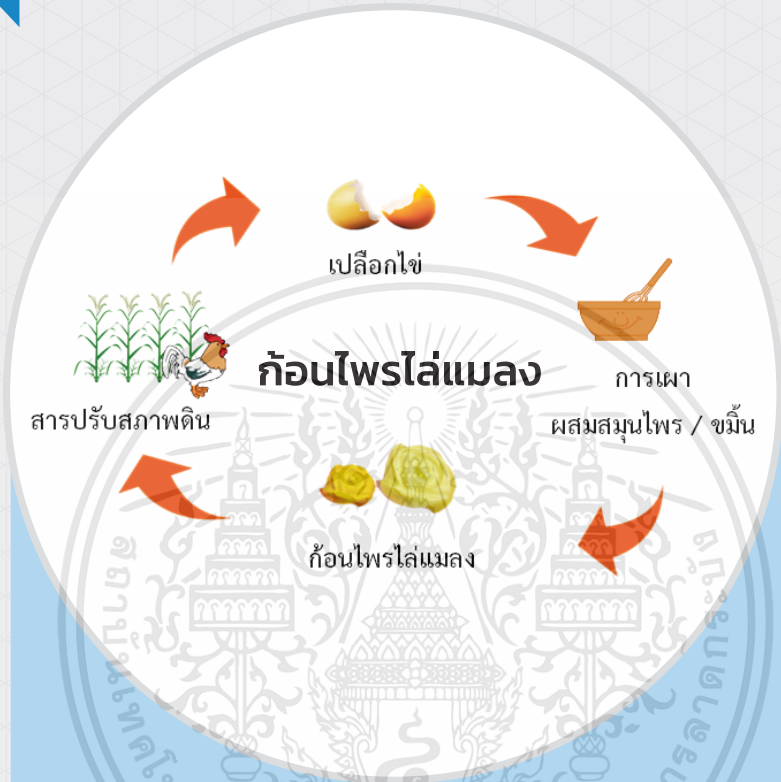 เปลือกไข่
ก้อนไพรไล่แมลง
การเผา
ผสมสมุนไพร / ขมิ้น
สารปรับสภาพดิน
ก้อนไพรไล่แมลง